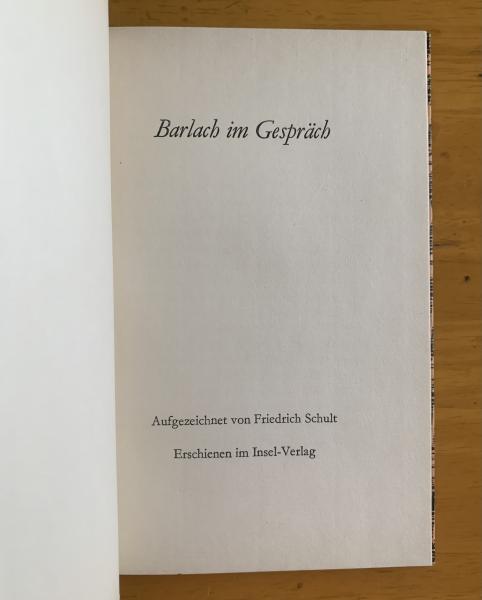 Barlach im Gespräch
Aufgezeichnet von Friedrich Schult
Erschienen im Insel-Verlag